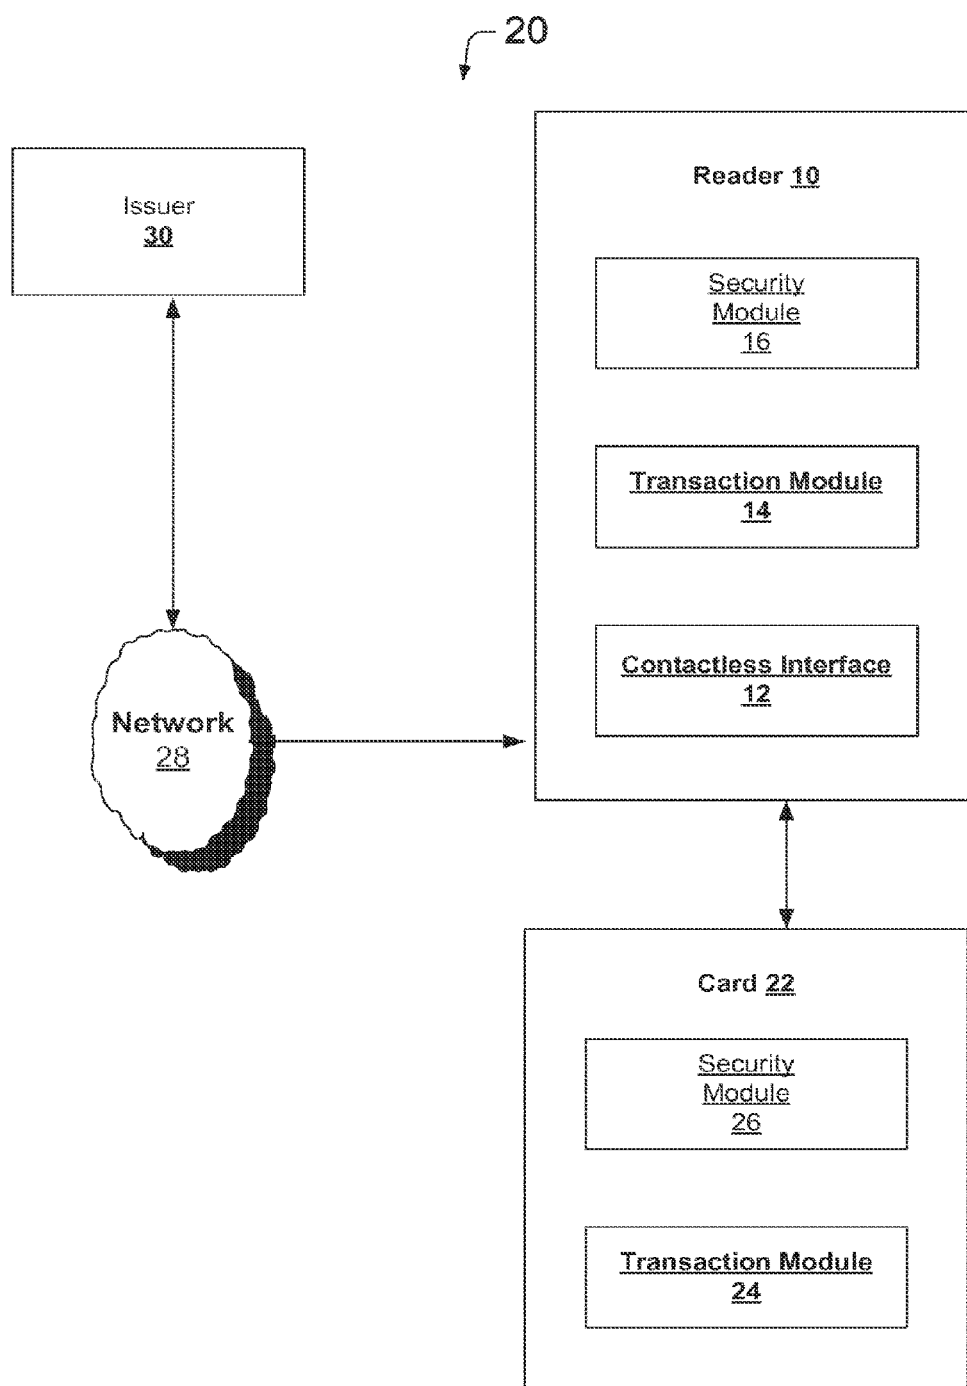 20
Issuer
30
Reader 10
Security
Module
16
Transaction Module
14
Contactless Interface
12
Network
28
Card 22
Security
Module
26
Transaction Module
24